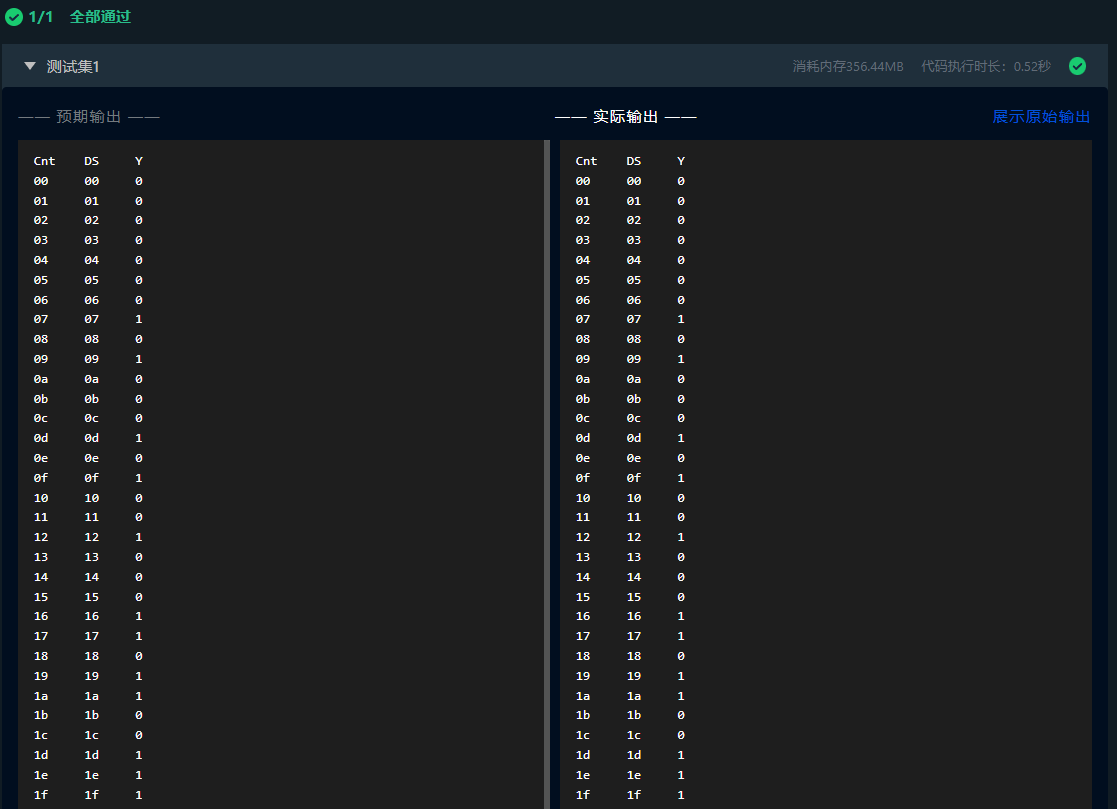 1/1 全部通过
测试集1 消耗内存356.44MB 代码执行时长：0.52秒
—— 预期输出 —— —— 实际输出 —— 展示原始输出
Cnt DS Y Cnt DS Y
00 00 0 00 00 0
01 01 0 01 01 0
02 02 0 02 02 0
03 03 0 03 03 0
04 04 0 04 04 0
05 05 0 05 05 0
06 06 0 06 06 0
07 07 1 07 07 1
08 08 0 08 08 0
09 09 1 09 09 1
0a 0a 0 0a 0a 0
0b 0b 0 0b 0b 0
0c 0c 0 0c 0c 0
0d 0d 1 0d 0d 1
0e 0e 0 0e 0e 0
0f 0f 1 0f 0f 1
10 10 0 10 10 0
11 11 0 11 11 0
12 12 1 12 12 1
13 13 0 13 13 0
14 14 0 14 14 0
15 15 0 15 15 0
16 16 1 16 16 1
17 17 1 17 17 1
18 18 0 18 18 0
19 19 1 19 19 1
1a 1a 1 1a 1a 1
1b 1b 0 1b 1b 0
1c 1c 0 1c 1c 0
1d 1d 1 1d 1d 1
1e 1e 1 1e 1e 1
1f 1f 1 1f 1f 1